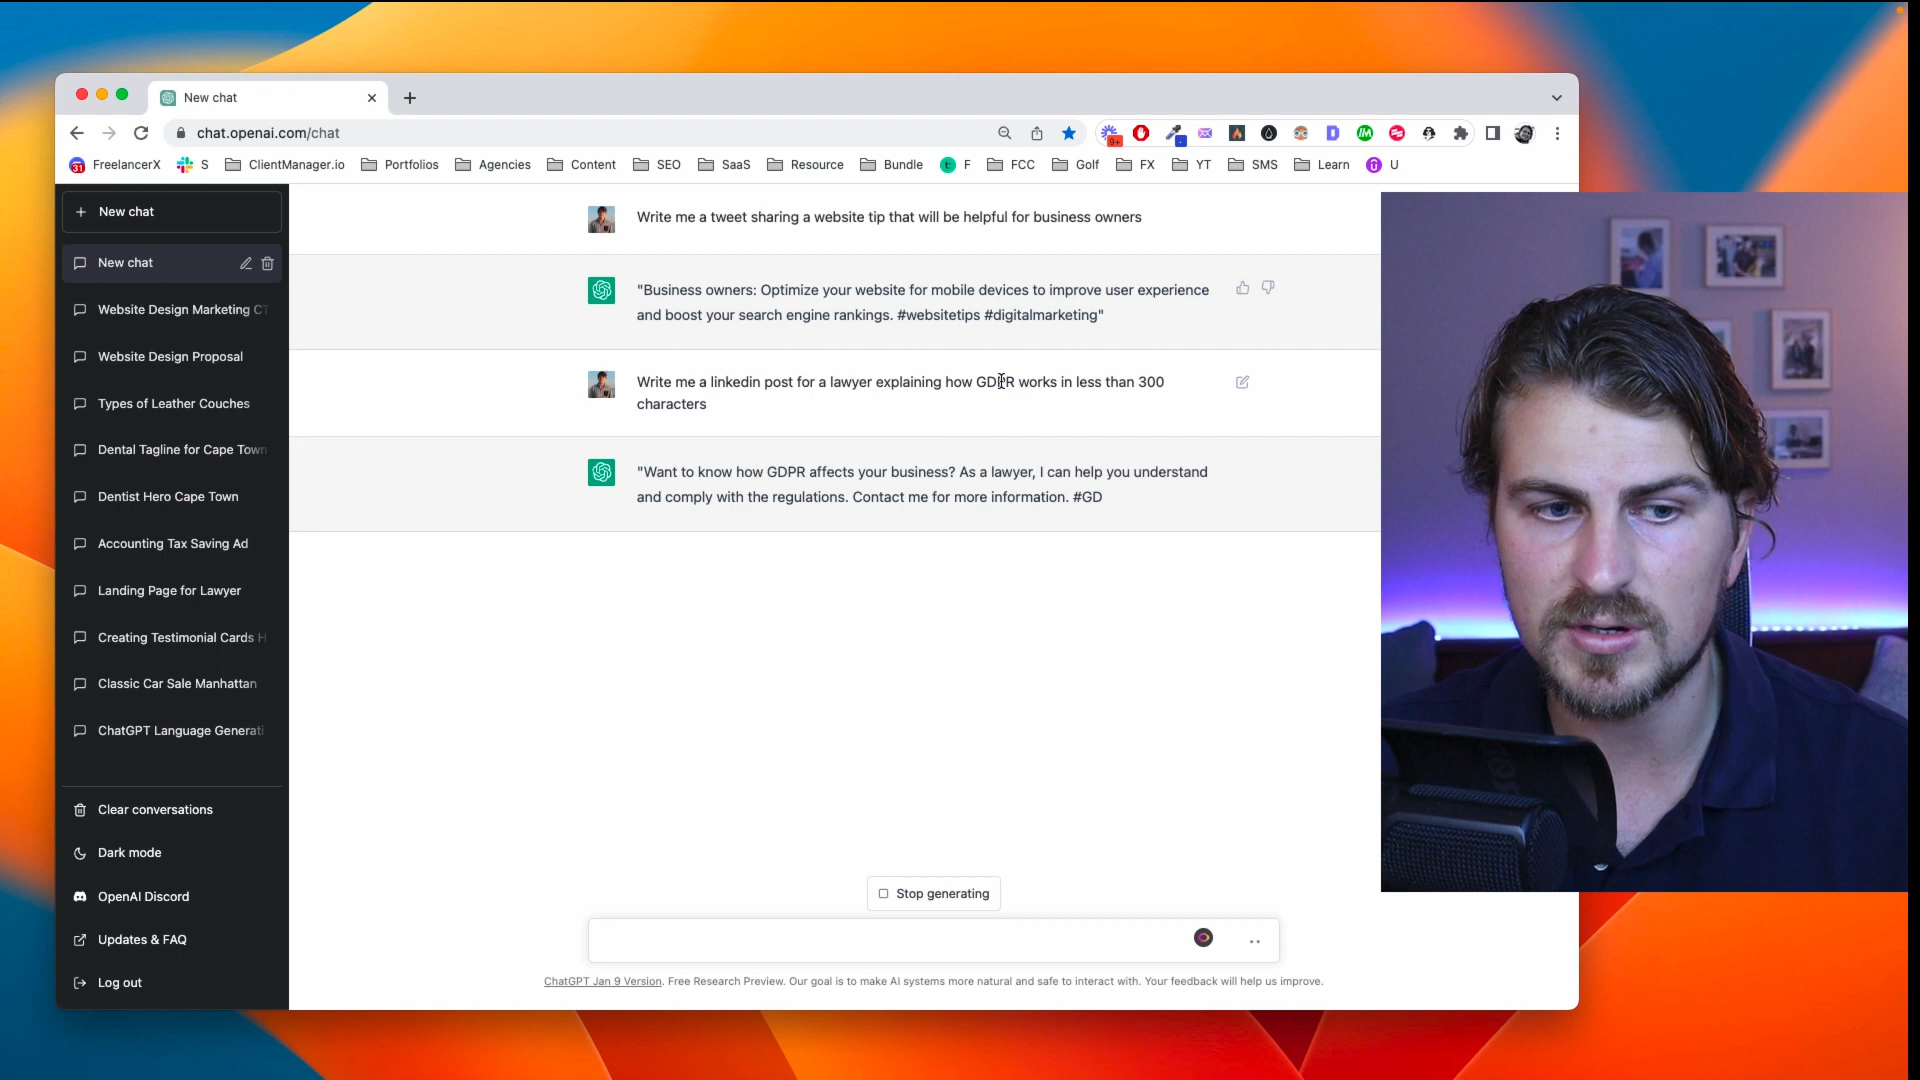 New chat
chat.openai.com/chat
9+
31 FreelancerX S ClientManager.io Portfolios Agencies Content SEO SaaS Resource Bundle t F FCC Golf FX YT SMS Learn U
New chat
New chat
Website Design Marketing CT
Website Design Proposal
Types of Leather Couches
Dental Tagline for Cape Town
Dentist Hero Cape Town
Accounting Tax Saving Ad
Landing Page for Lawyer
Creating Testimonial Cards H
Classic Car Sale Manhattan
ChatGPT Language Generati
Clear conversations
Dark mode
OpenAI Discord
Updates & FAQ
Log out
Write me a tweet sharing a website tip that will be helpful for business owners
"Business owners: Optimize your website for mobile devices to improve user experience
and boost your search engine rankings. #websitetips #digitalmarketing"
Write me a linkedin post for a lawyer explaining how GDPR works in less than 300
characters
"Want to know how GDPR affects your business? As a lawyer, I can help you understand
and comply with the regulations. Contact me for more information. #GD
Stop generating
ChatGPT Jan 9 Version. Free Research Preview. Our goal is to make AI systems more natural and safe to interact with. Your feedback will help us improve.